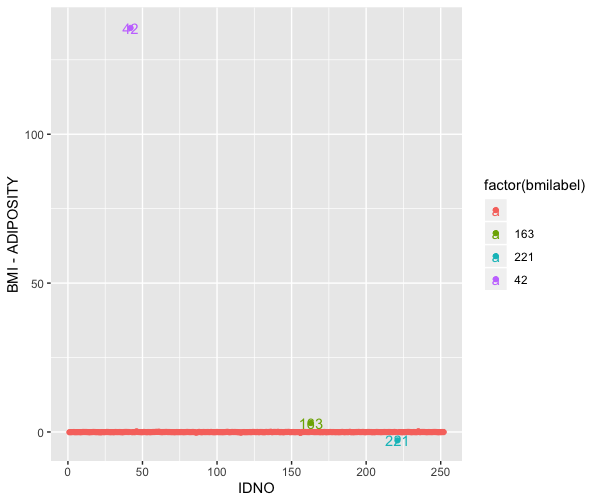 42
100
50
0
BMI - ADIPOSITY
163
221
0
50
100
150
200
250
IDNO
factor(bmilabel)
a
a 163
a 221
a 42